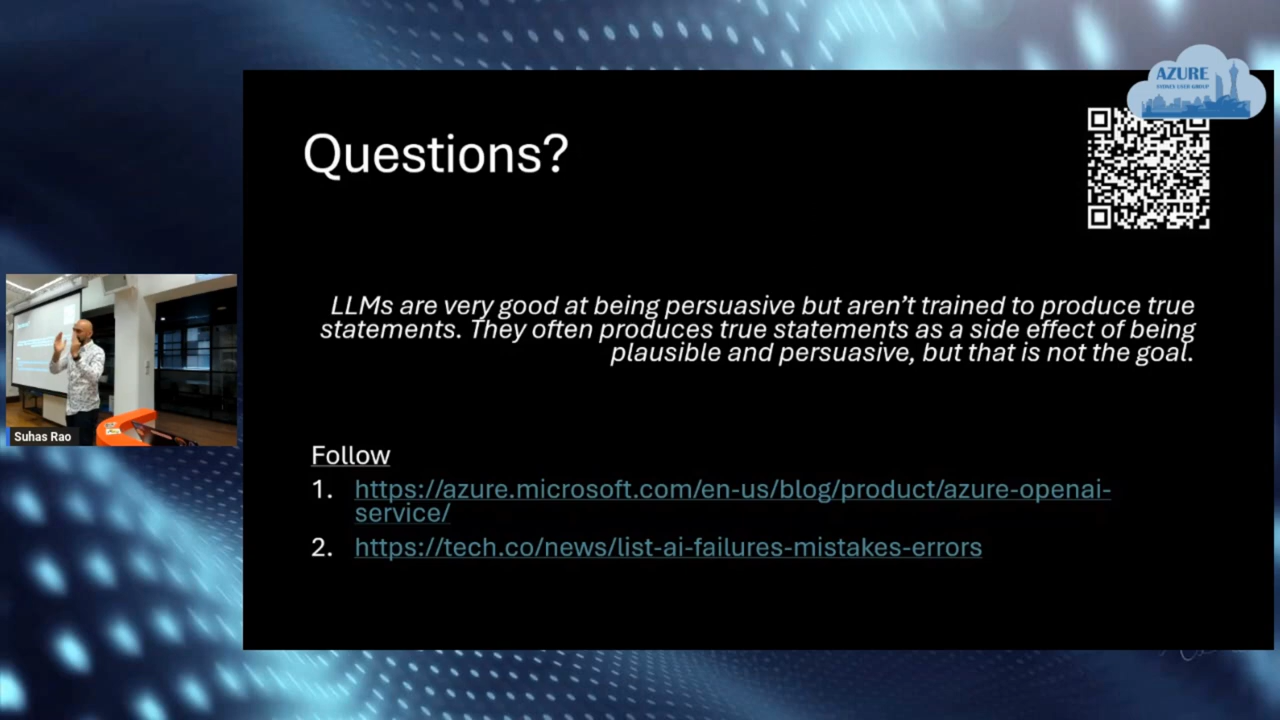 AZURE
SYDNEY USER GROUP
Questions?
LLMs are very good at being persuasive but aren't trained to produce true
statements. They often produces true statements as a side effect of being
plausible and persuasive, but that is not the goal.
Follow
1. https://azure.microsoft.com/en-us/blog/product/azure-openai-
service/
2. https://tech.co/news/list-ai-failures-mistakes-errors
Suhas Rao